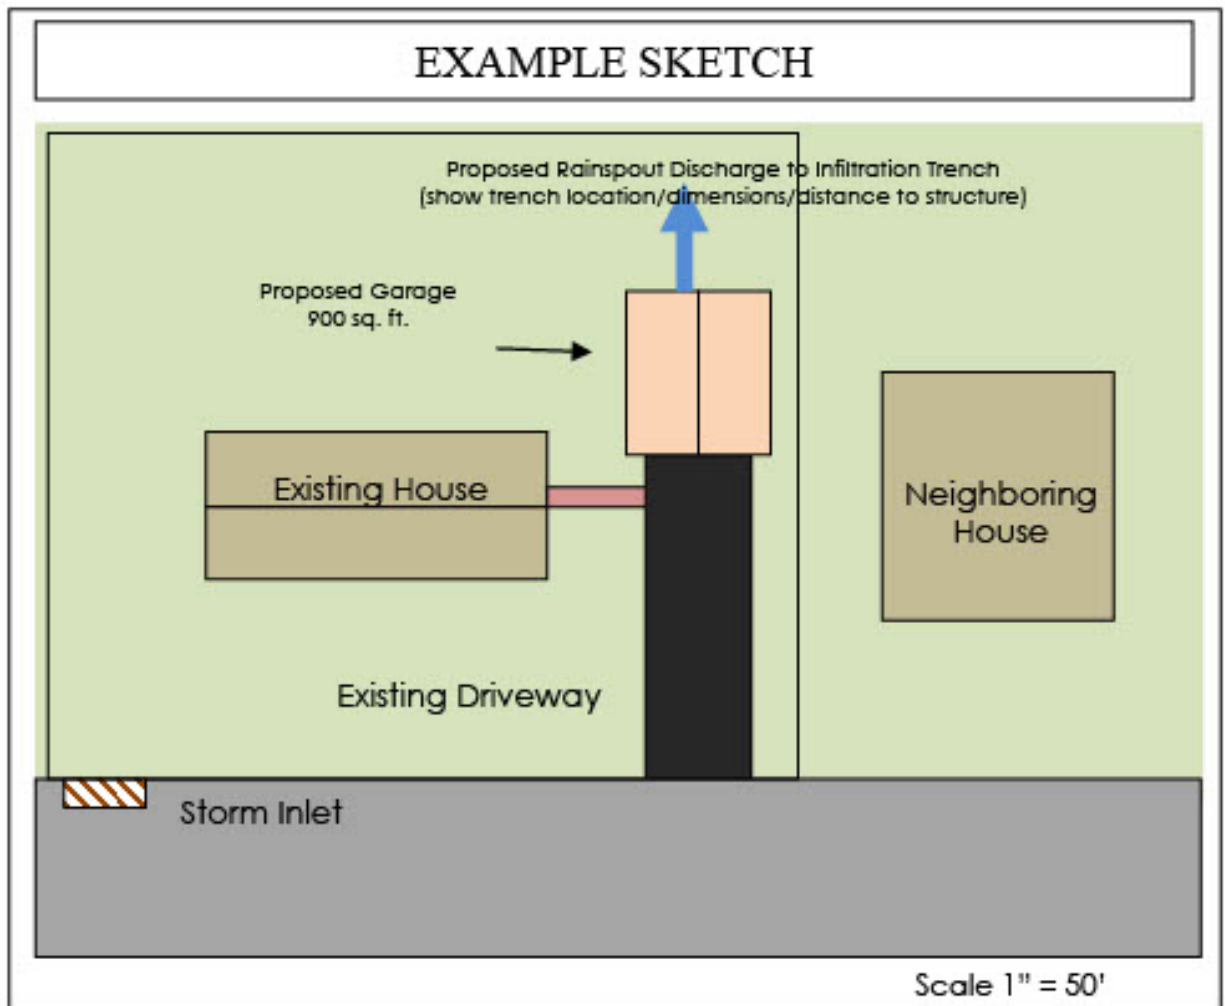 EXAMPLE SKETCH
Proposed Rainspout Discharge to Infiltration Trench
(show trench location/dimensions/distance to structure)
Proposed Garage
900 sq. ft.
Existing House
Neighboring
House
Existing Driveway
Storm Inlet
Scale 1" = 50'